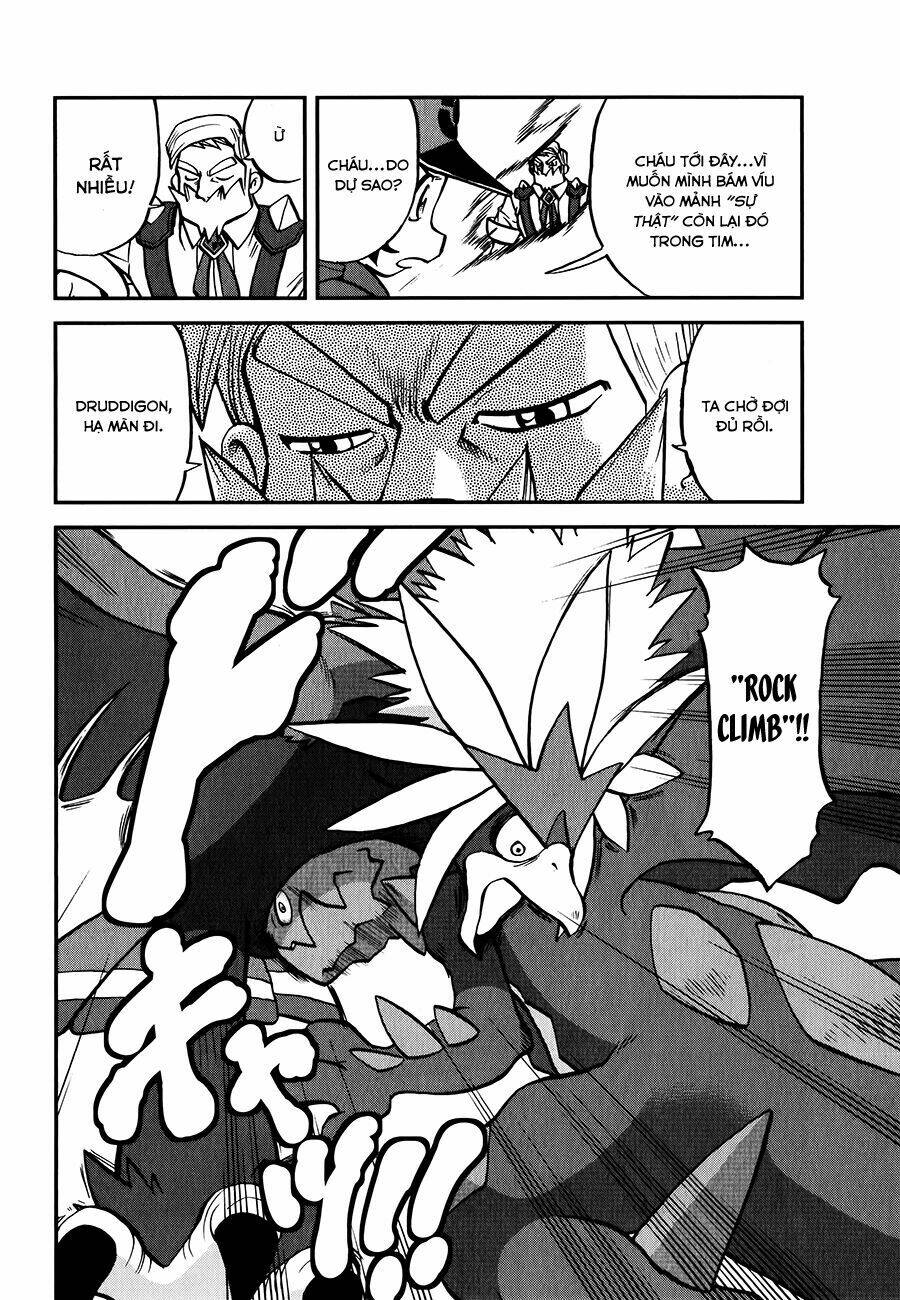 CHÁU TỚI ĐÂY...VÌ
MUỐN MÌNH BÁM VÍU
VÀO MẢNH "SỰ
THẬT" CÒN LẠI ĐÓ
TRONG TIM...
CHÁU...DO
DỰ SAO?
Ừ
RẤT
NHIỀU!
TA CHỜ ĐỢI
ĐỦ RỒI.
DRUDDIGON,
HẠ MÀN ĐI.
"ROCK
CLIMB"!!
キャッ!!!